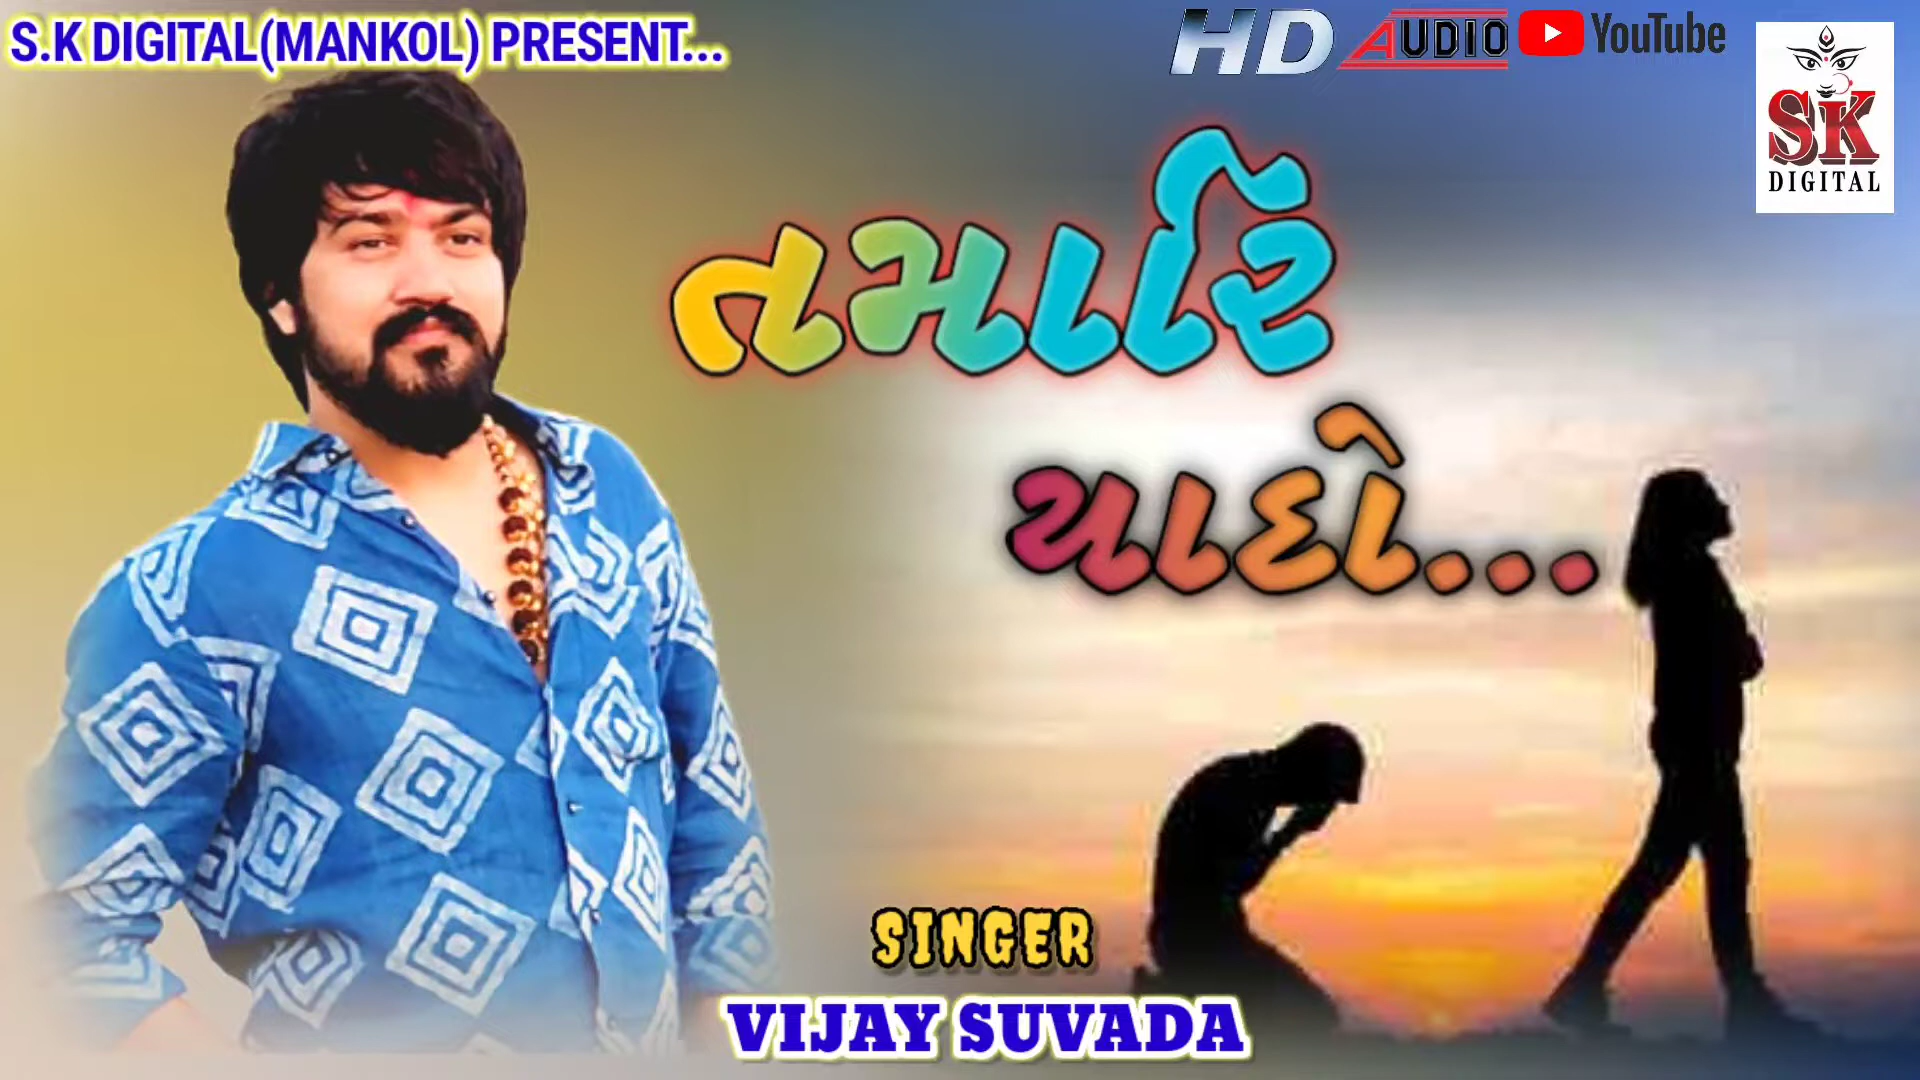 S.K DIGITAL(MANKOL) PRESENT...
HD AUDIO YouTube
SK
DIGITAL
તમારિ
યાદો...
SINGER
VIJAY SUVADA